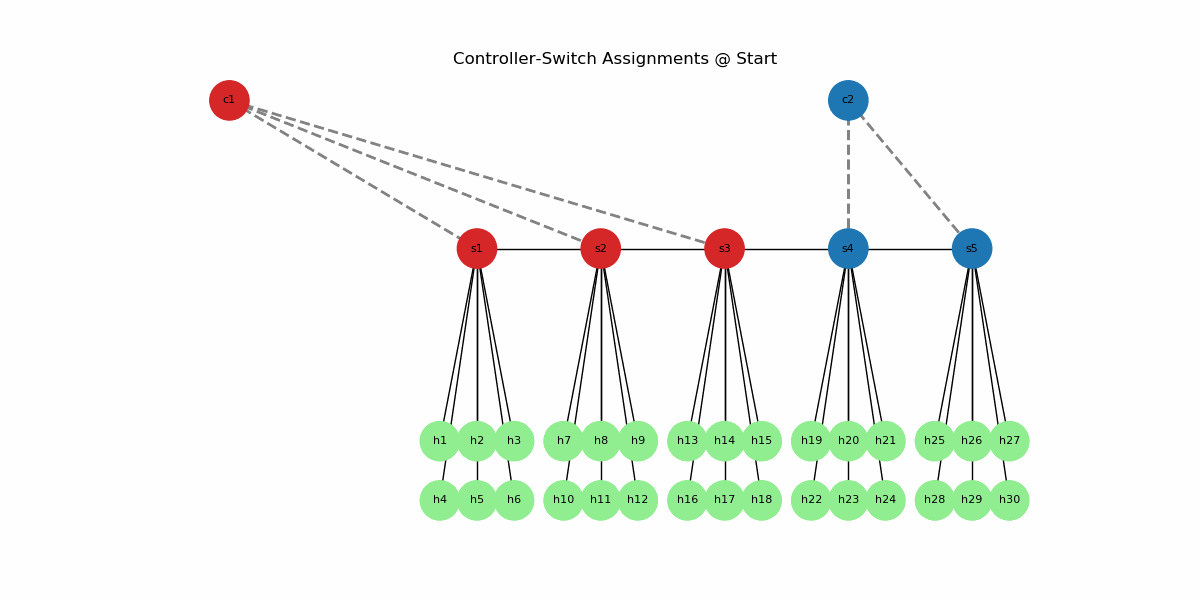 Controller-Switch Assignments @ Start
c1 c2
s1 s2 s3 s4 s5
h1 h2 h3 h7 h8 h9 h13 h14 h15 h19 h20 h21 h25 h26 h27
h4 h5 h6 h10 h11 h12 h16 h17 h18 h22 h23 h24 h28 h29 h30